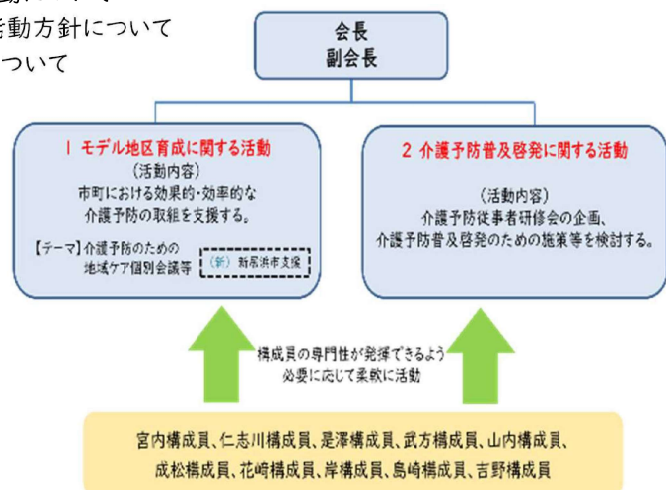 動方針について
ついて
会長
副会長
1 モデル地区育成に関する活動
(活動内容)
市町における効果的・効率的な
介護予防の取組を支援する。
【テーマ】介護予防のための
地域ケア個別会議等
(新) 新居浜市支援
2 介護予防普及啓発に関する活動
(活動内容)
介護予防従事者研修会の企画、
介護予防普及啓発のための施策等を検討する。
構成員の専門性が発揮できるよう
必要に応じて柔軟に活動
宮内構成員、仁志川構成員、是澤構成員、武方構成員、山内構成員、
成松構成員、花﨑構成員、岸構成員、島崎構成員、吉野構成員